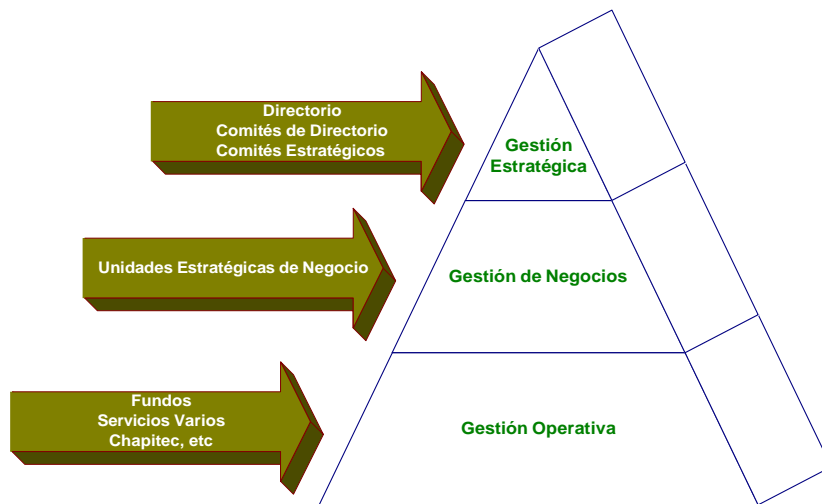 Directorio
Comités de Directorio
Comités Estratégicos
Gestión
Estratégica
Unidades Estratégicas de Negocio
Gestión de Negocios
Fundos
Servicios Varios
Chapitec, etc
Gestión Operativa